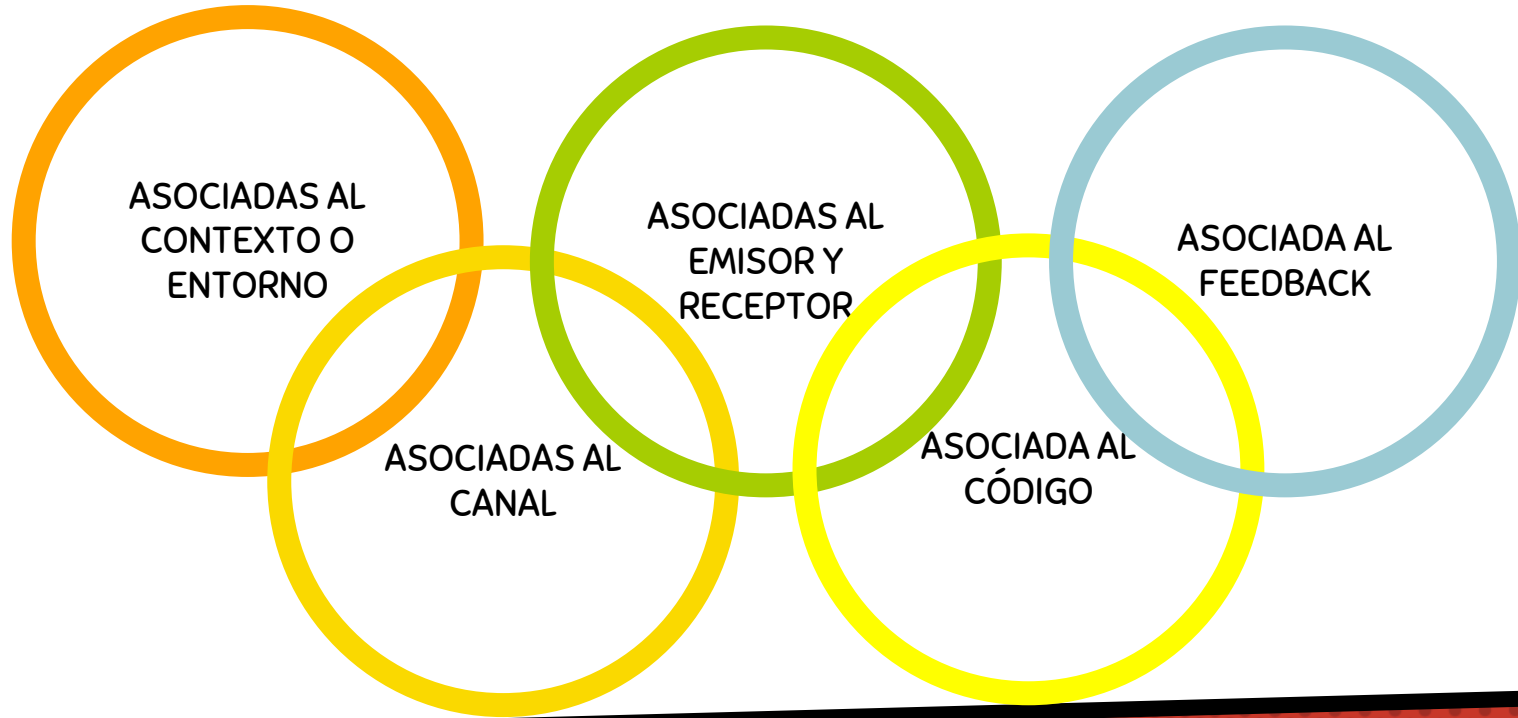 ASOCIADAS AL
CONTEXTO O
ENTORNO
ASOCIADAS AL
CANAL
ASOCIADAS AL
EMISOR Y
RECEPTOR
ASOCIADA AL
CÓDIGO
ASOCIADA AL
FEEDBACK